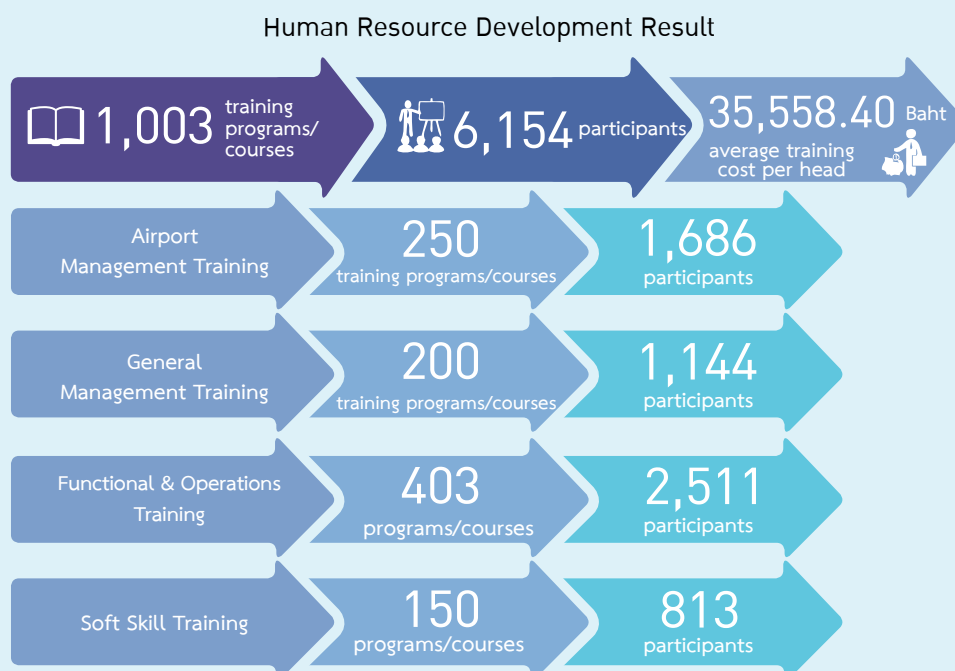 Human Resource Development Result
1,003 training
programs/
courses
6,154 participants
35,558.40 Baht
average training
cost per head
Airport
Management Training
250
training programs/courses
1,686
participants
General
Management Training
200
training programs/courses
1,144
participants
Functional & Operations
Training
403
programs/courses
2,511
participants
Soft Skill Training
150
programs/courses
813
participants